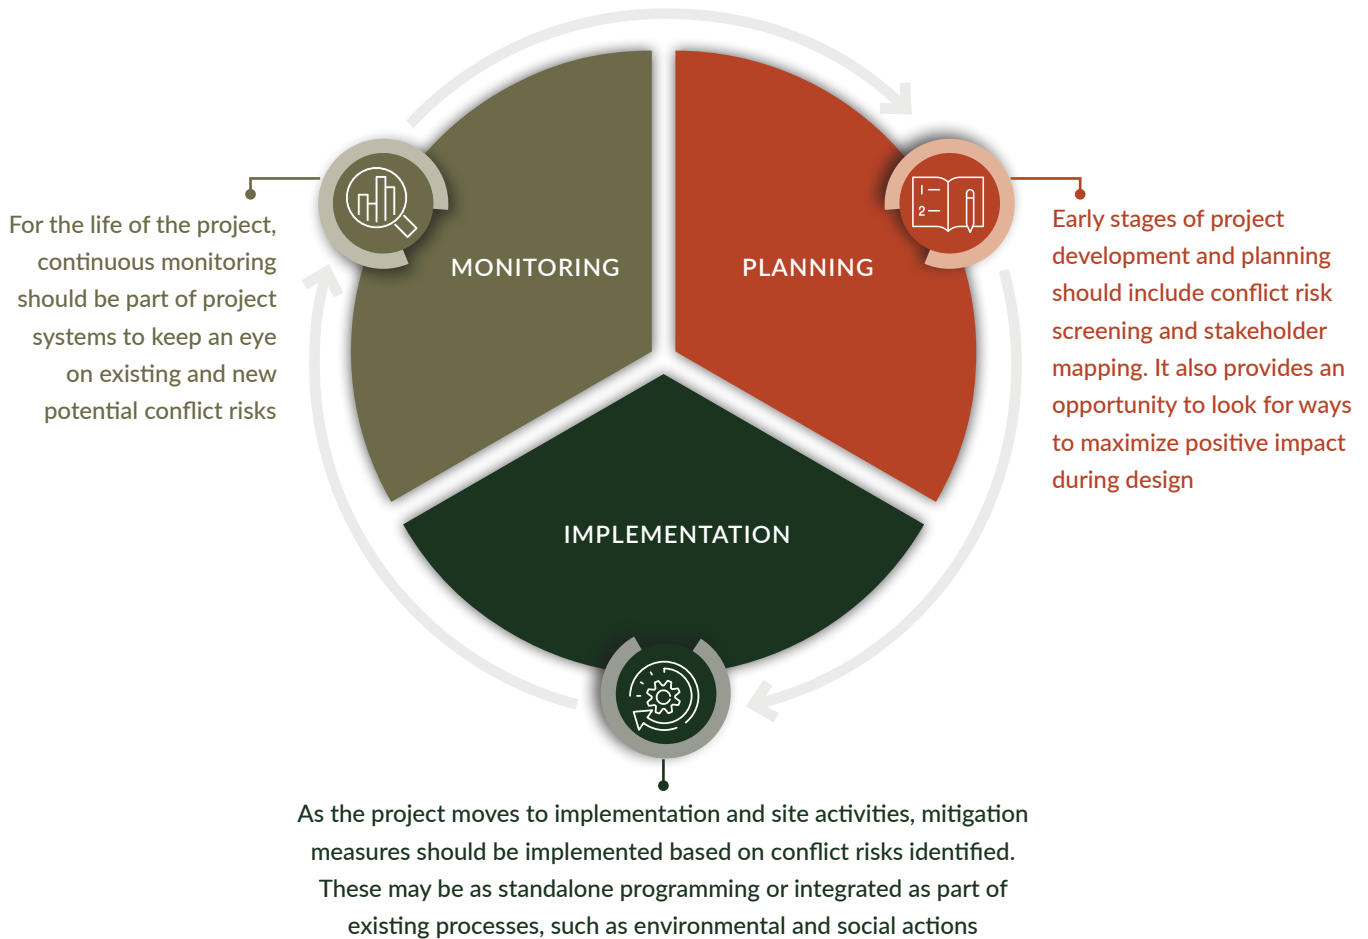 MONITORING
PLANNING
IMPLEMENTATION
1
2
For the life of the project,
continuous monitoring
should be part of project
systems to keep an eye
on existing and new
potential conflict risks
Early stages of project
development and planning
should include conflict risk
screening and stakeholder
mapping. It also provides an
opportunity to look for ways
to maximize positive impact
during design
As the project moves to implementation and site activities, mitigation
measures should be implemented based on conflict risks identified.
These may be as standalone programming or integrated as part of
existing processes, such as environmental and social actions